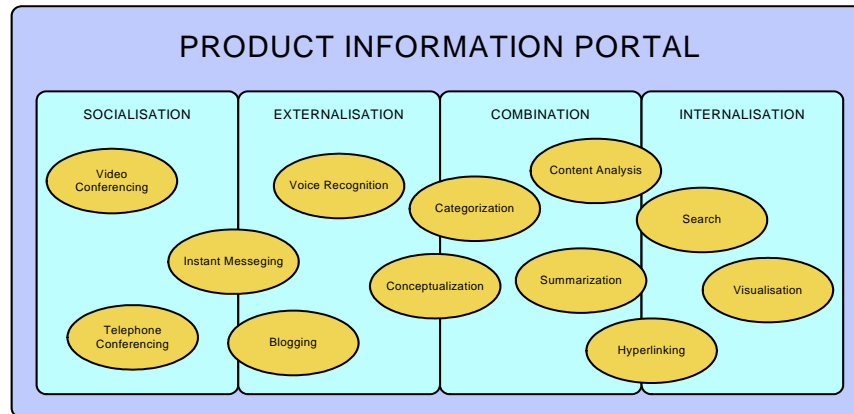 PRODUCT INFORMATION PORTAL
SOCIALISATION
EXTERNALISATION
COMBINATION
INTERNALISATION
Video
Conferencing
Voice Recognition
Content Analysis
Categorization
Search
Instant Messeging
Conceptualization
Summarization
Visualisation
Telephone
Conferencing
Blogging
Hyperlinking